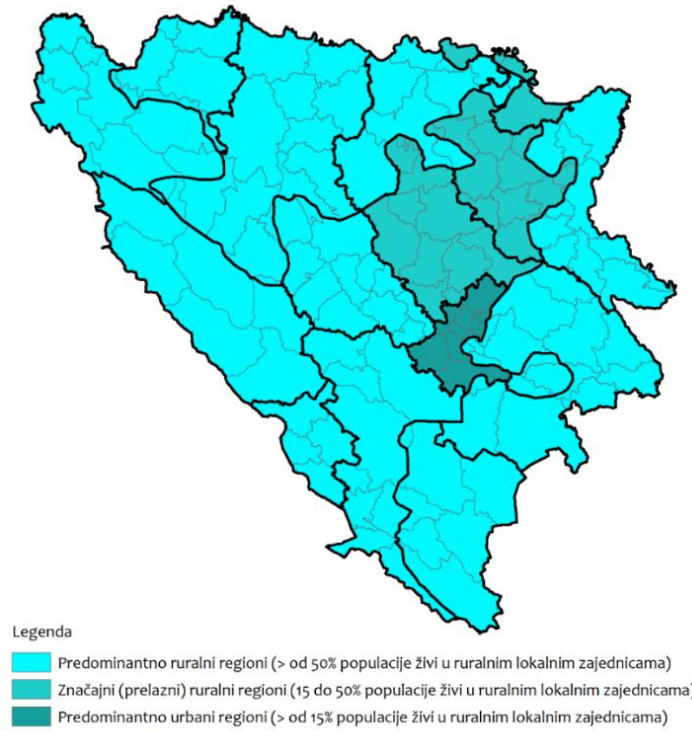 Legenda
Predominantno ruralni regioni (> od 50% populacije živi u ruralnim lokalnim zajednicama)
Značajni (prelazni) ruralni regioni (15 do 50% populacije živi u ruralnim lokalnim zajednicama)
Predominantno urbani regioni (> od 15% populacije živi u ruralnim lokalnim zajednicama)